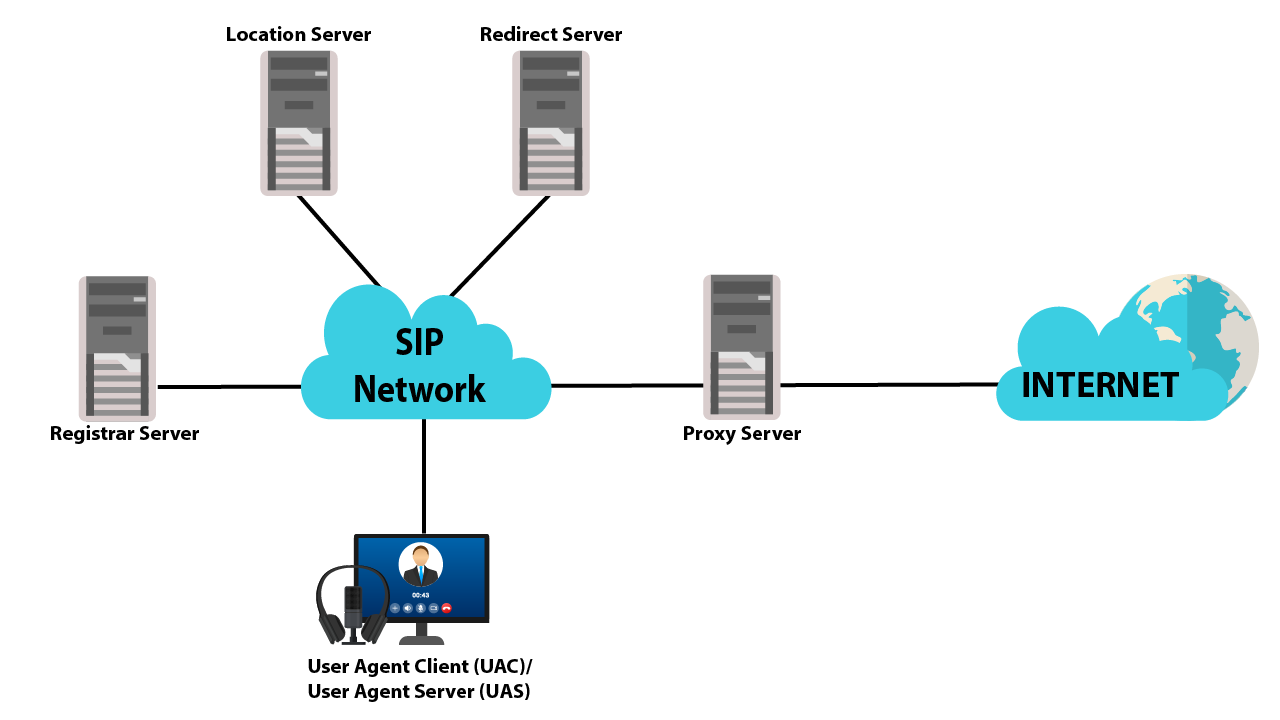 Location Server
Redirect Server
SIP
Network
INTERNET
Registrar Server
Proxy Server
00:43
User Agent Client (UAC)/
User Agent Server (UAS)